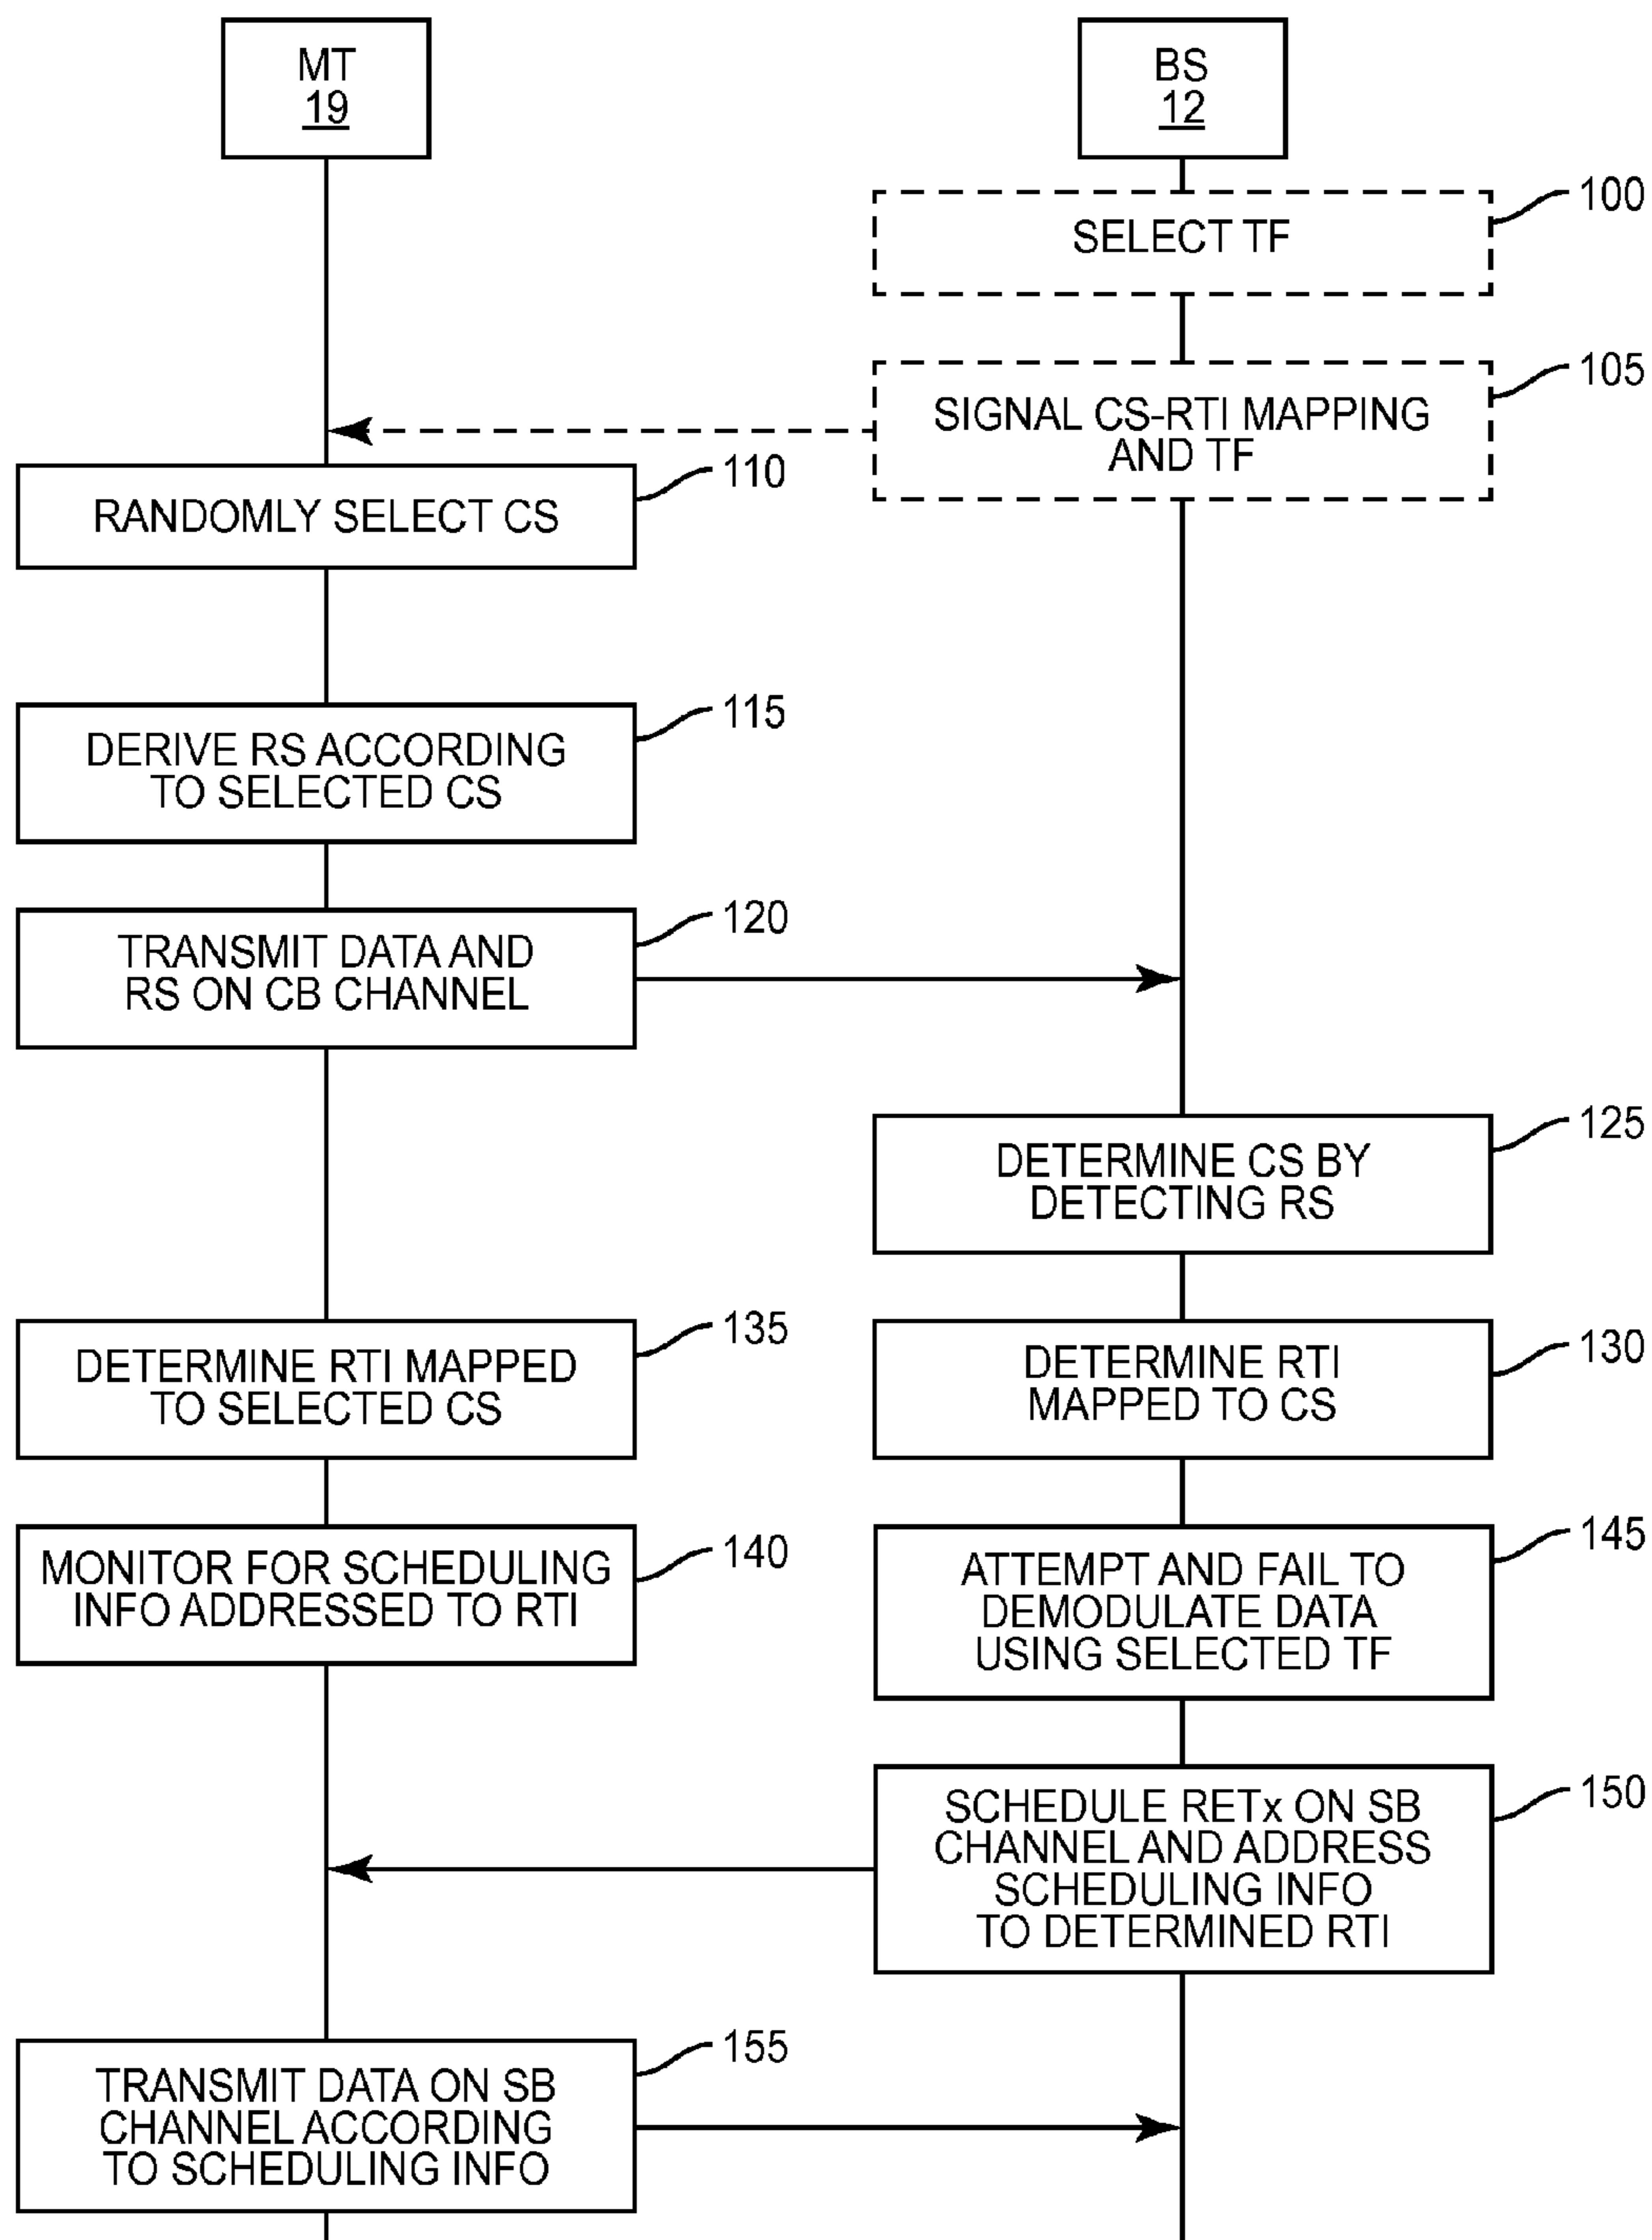 MT
19
BS
12
SELECT TF
100
SIGNAL CS-RTI MAPPING
AND TF
105
RANDOMLY SELECT CS
110
DERIVE RS ACCORDING
TO SELECTED CS
115
TRANSMIT DATA AND
RS ON CB CHANNEL
120
DETERMINE CS BY
DETECTING RS
125
DETERMINE RTI MAPPED
TO SELECTED CS
135
DETERMINE RTI
MAPPED TO CS
130
MONITOR FOR SCHEDULING
INFO ADDRESSED TO RTI
140
ATTEMPT AND FAIL TO
DEMODULATE DATA
USING SELECTED TF
145
SCHEDULE RETx ON SB
CHANNEL AND ADDRESS
SCHEDULING INFO
TO DETERMINED RTI
150
TRANSMIT DATA ON SB
CHANNEL ACCORDING
TO SCHEDULING INFO
155